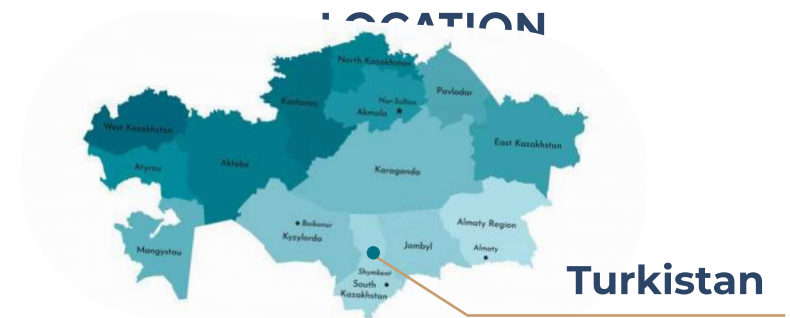 LOCATION
North Kazakhstan
Kostanay
Pavlodar
Nur-Sultan
Akmola
West Kazakhstan
East Kazakhstan
Atyrau
Aktobe
Karaganda
Baikonur
Kyzylorda
Almaty Region
Mangystau
Jombyl
Almaty
Shymkent
South
Kazakhstan
Turkistan